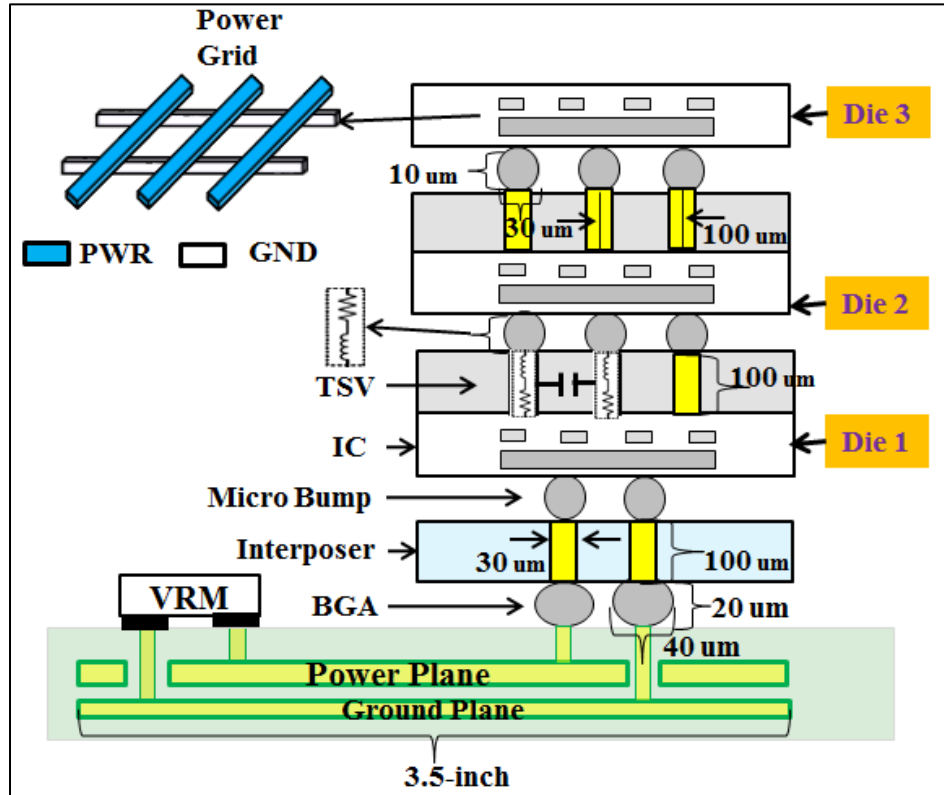 Power
Grid
PWR
GND
Die 3
10 um
30 um
100 um
Die 2
TSV
100 um
IC
Die 1
Micro Bump
Interposer
30 um
100 um
VRM
BGA
20 um
40 um
Power Plane
Ground Plane
3.5-inch